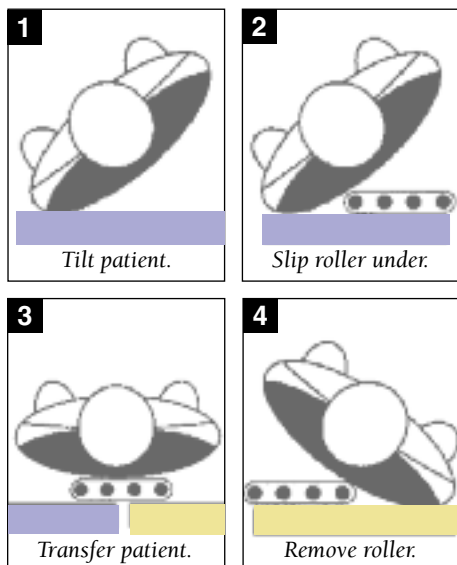 1
Tilt patient.
2
Slip roller under.
3
Transfer patient.
4
Remove roller.